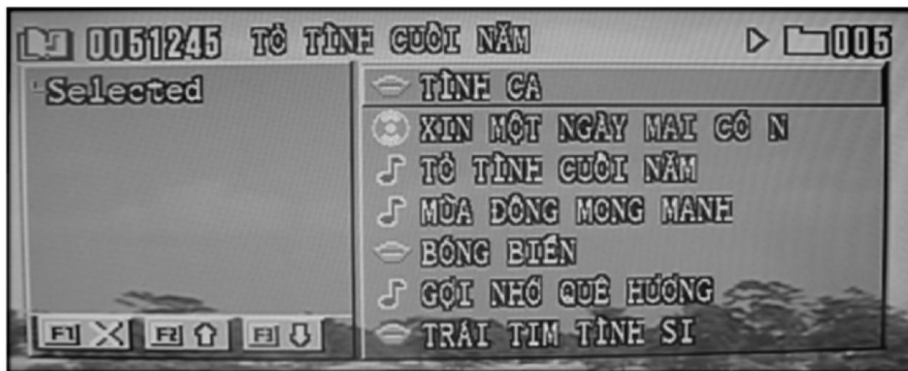 0051245 TỎ TÌNH CUỐI NĂM 005
Selected
TÌNH CA
XIN MỘT NGÀY MAI CÓ N
TỎ TÌNH CUỐI NĂM
MÙA ĐÔNG MONG MANH
BÓNG BIỂN
GỢI NHỚ QUÊ HƯƠNG
TRÁI TIM TÌNH SI
F1 F2 F3